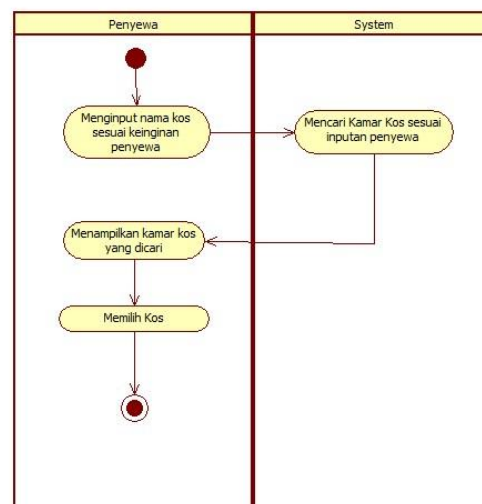 Penyewa
System
Menginput nama kos
sesuai keinginan
penyewa
Mencari Kamar Kos sesuai
inputan penyewa
Menampilkan kamar kos
yang dicari
Memilih Kos